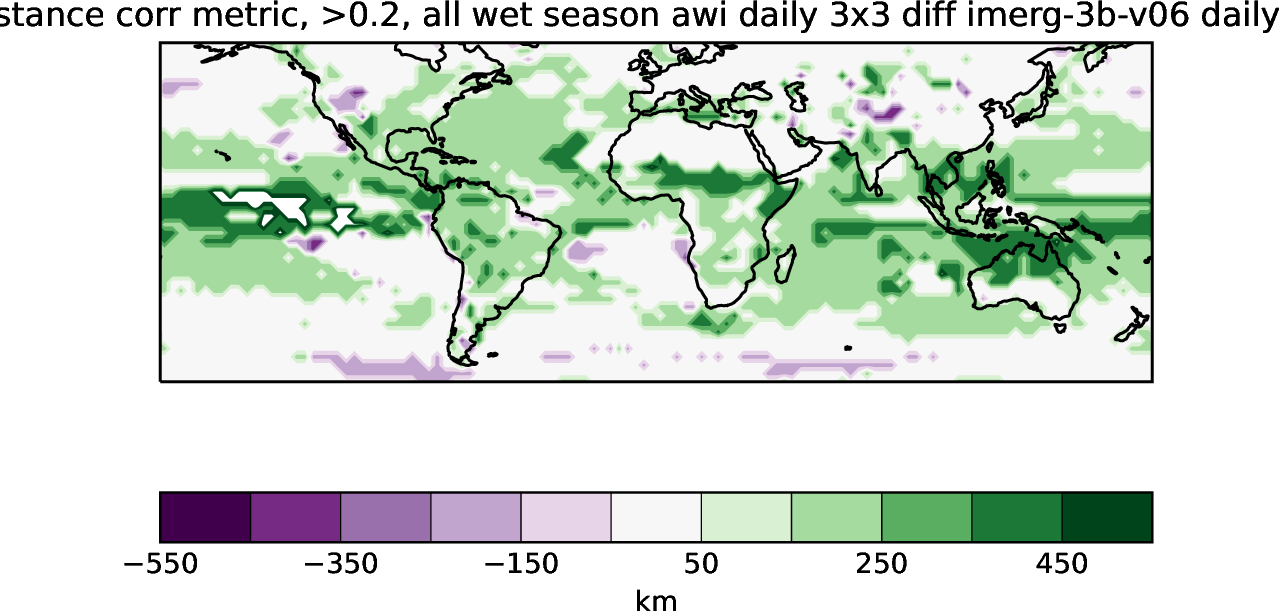 stance corr metric, >0.2, all wet season awi daily 3x3 diff imerg-3b-v06 daily
−550 −350 −150 50 250 450
km